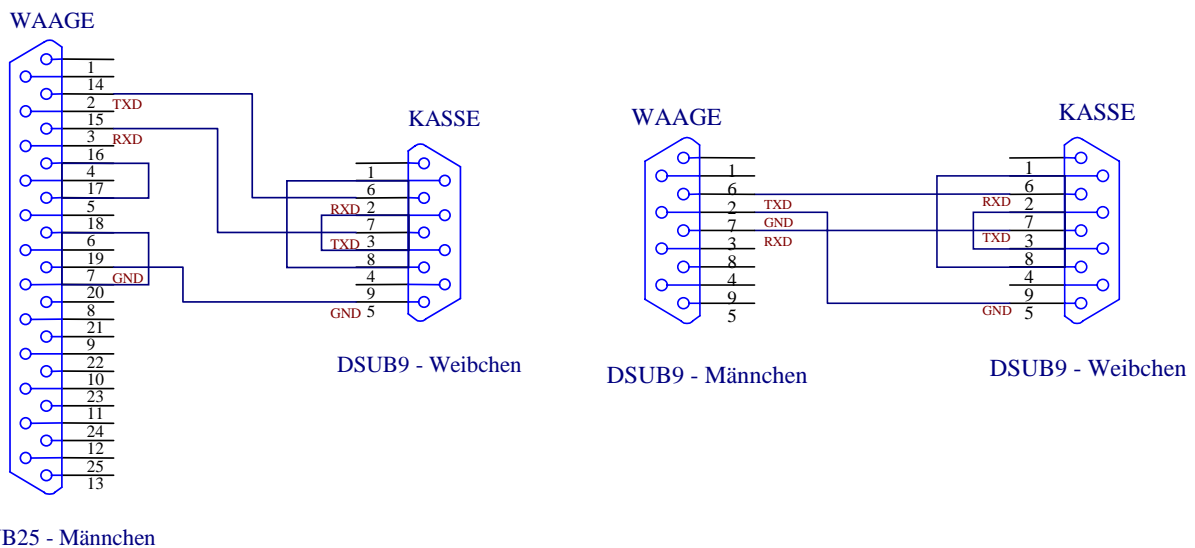 WAAGE
1
14
2 TXD
15
3 RXD
16
4
17
5
18
6
19
7 GND
20
8
21
9
22
10
23
11
24
12
25
13
B25 - Männchen
KASSE
1
6
RXD 2
7
TXD 3
8
4
9
GND 5
DSUB9 - Weibchen
WAAGE
1
6
2 TXD
7 GND
3 RXD
8
4
9
5
DSUB9 - Männchen
KASSE
1
6
RXD 2
7
TXD 3
8
4
9
GND 5
DSUB9 - Weibchen